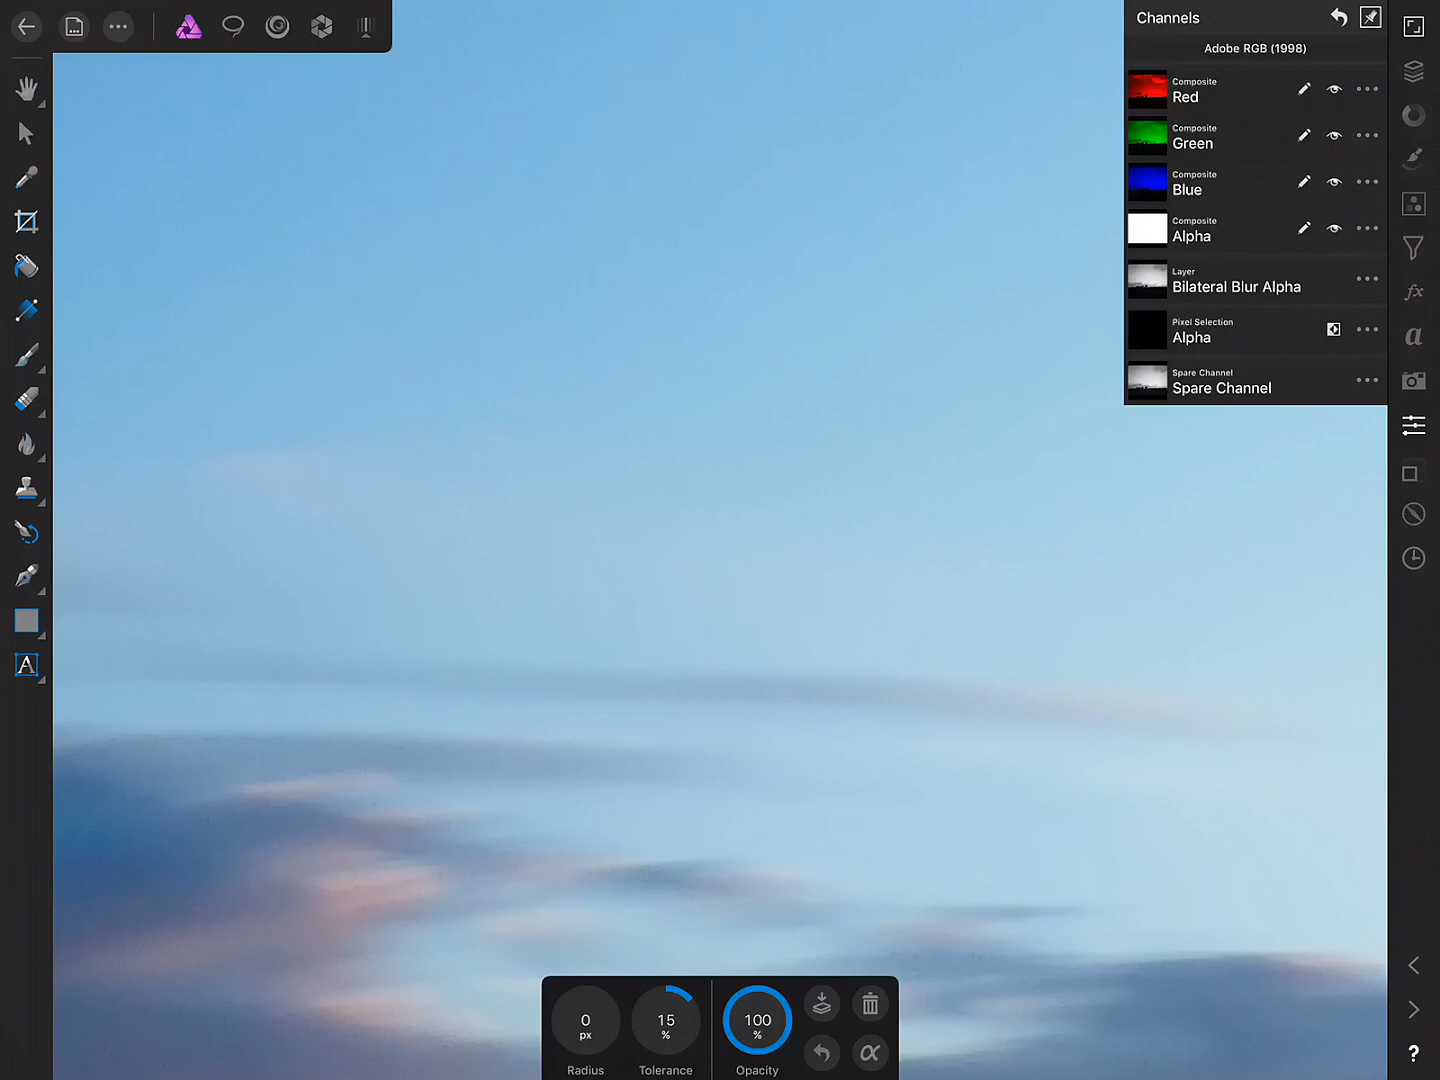 Channels
Adobe RGB (1998)
Composite
Red
Composite
Green
Composite
Blue
Composite
Alpha
Layer
Bilateral Blur Alpha
Pixel Selection
Alpha
Spare Channel
Spare Channel
fx
a
A
?
0
px
Radius
15
%
Tolerance
100
%
Opacity
α